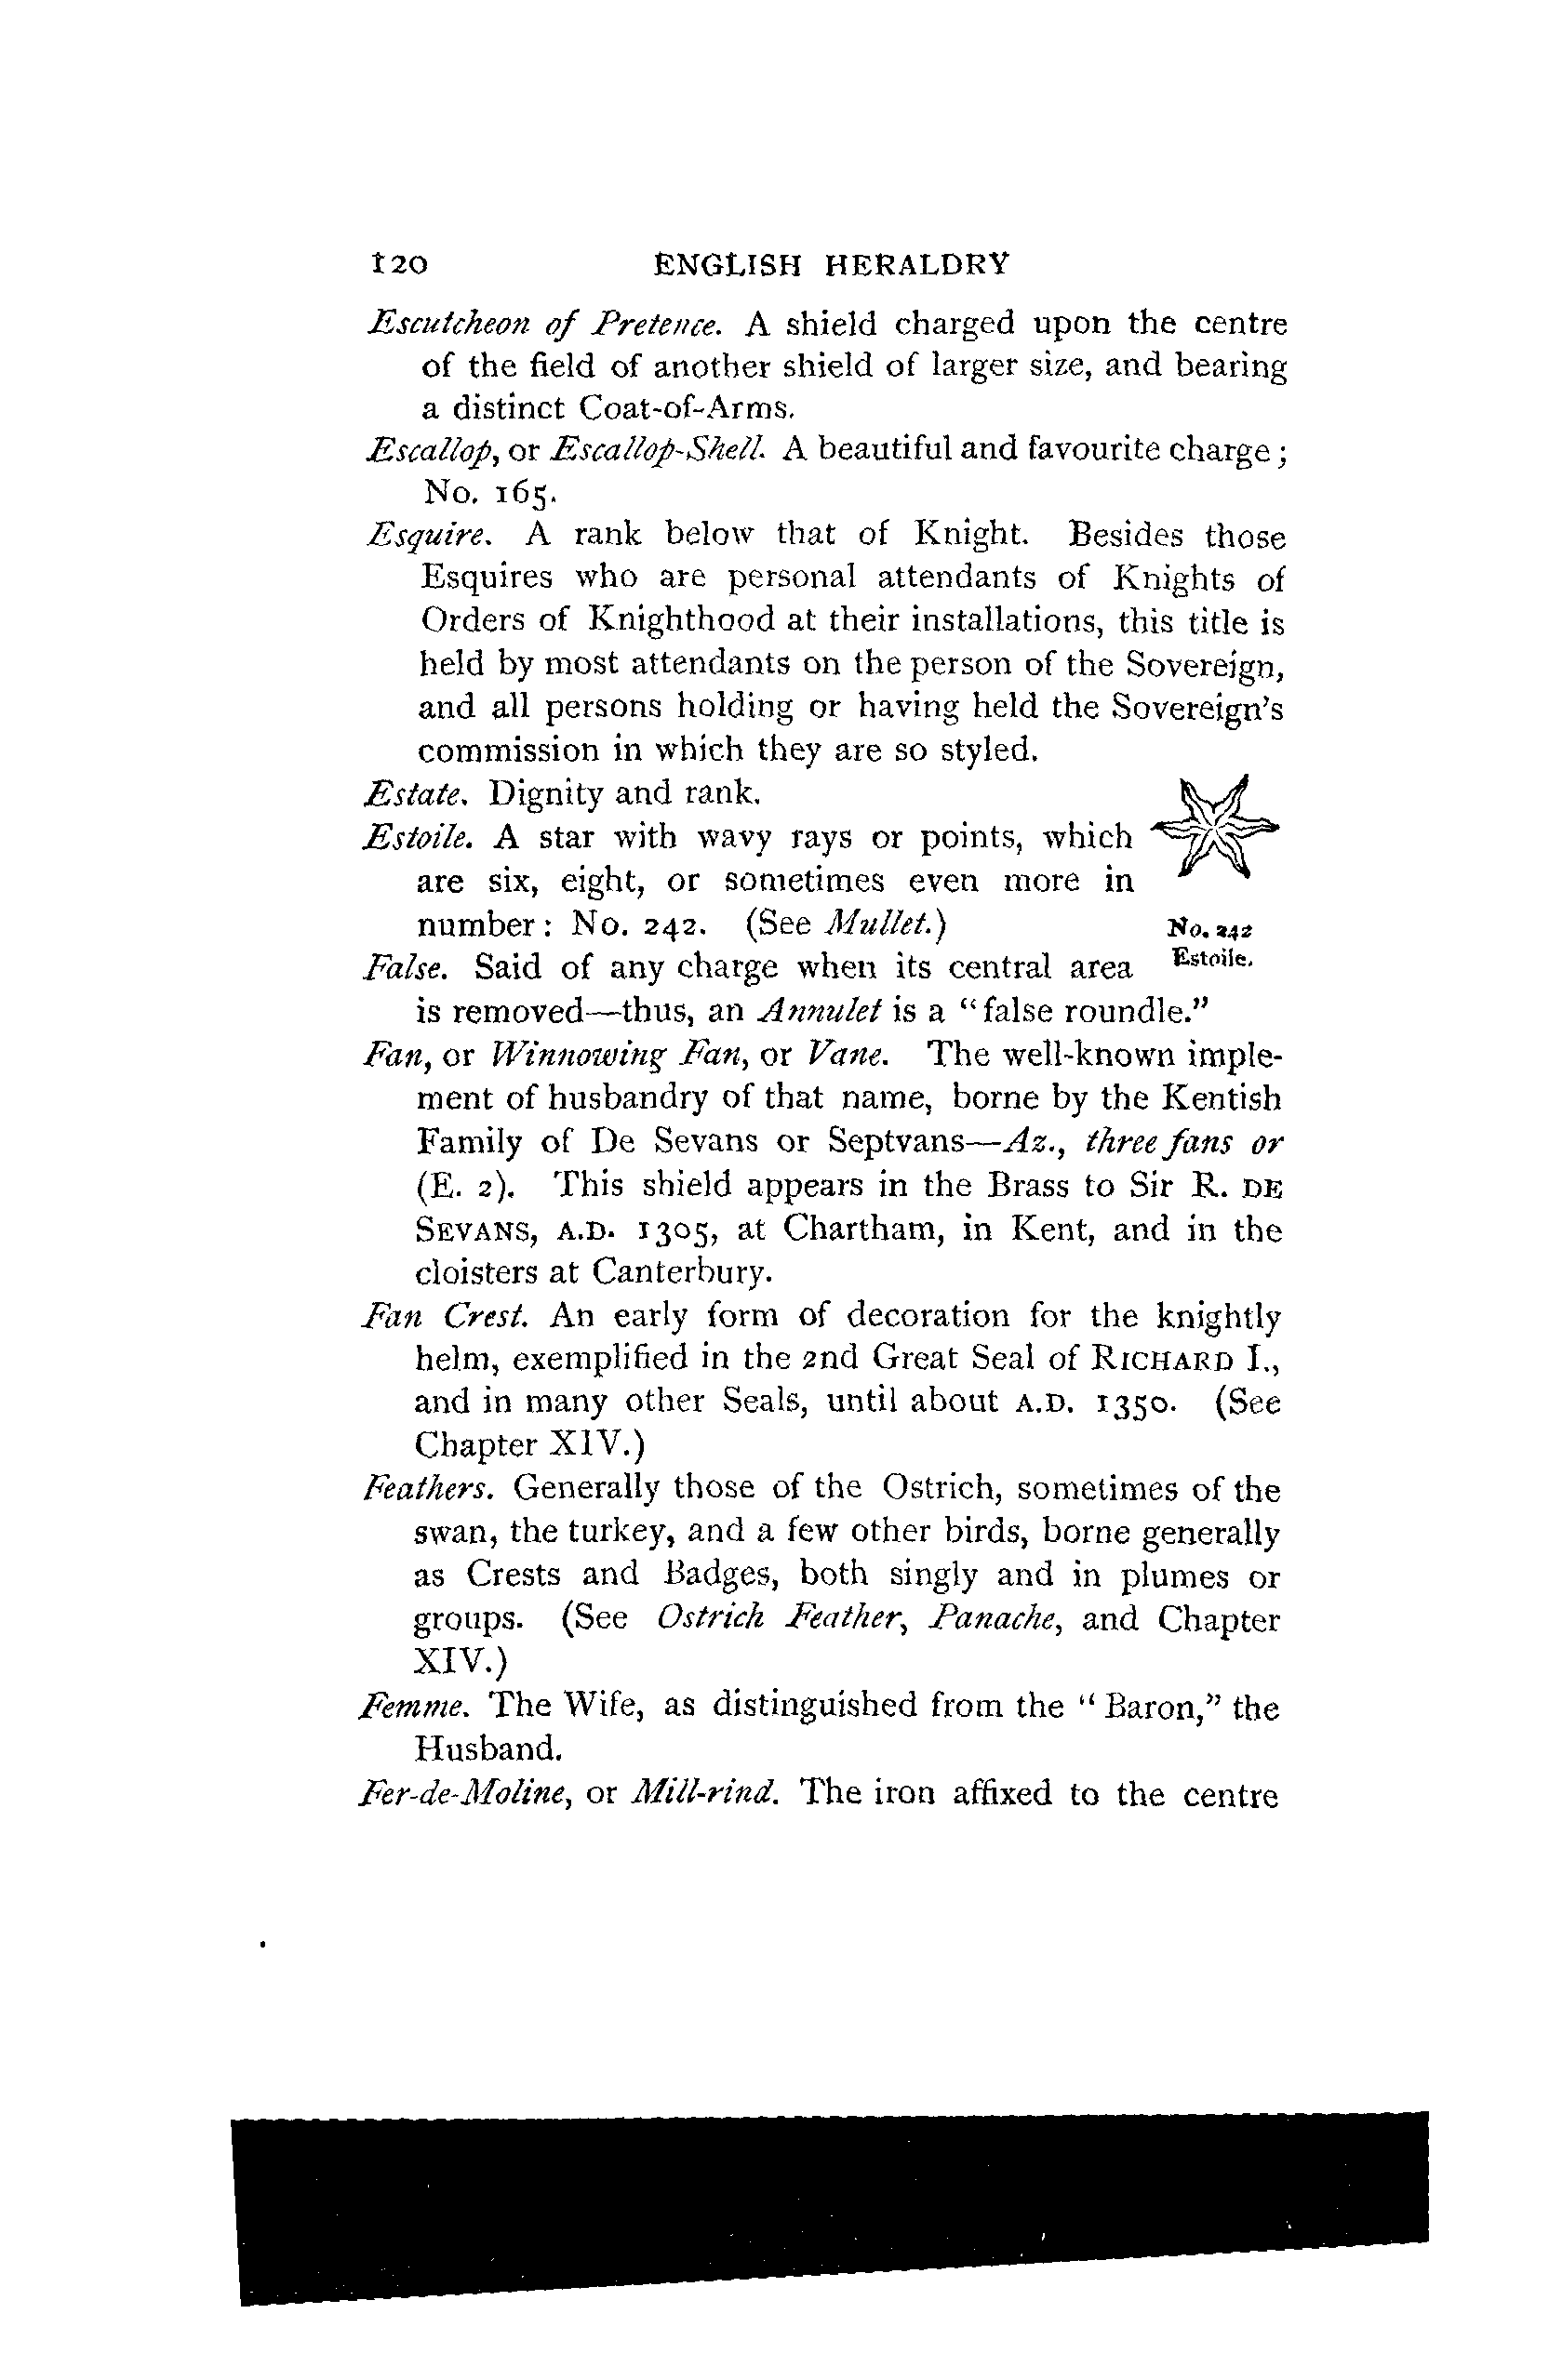 120 ENGLISH HERALDRY
Escutcheon of Pretence. A shield charged upon the centre
of the field of another shield of larger size, and bearing
a distinct Coat-of-Arms.
Escallop, or Escallop-Shell. A beautiful and favourite charge;
No. 165.
Esquire. A rank below that of Knight. Besides those
Esquires who are personal attendants of Knights of
Orders of Knighthood at their installations, this title is
held by most attendants on the person of the Sovereign,
and all persons holding or having held the Sovereign's
commission in which they are so styled.
Estate. Dignity and rank.
Estoile. A star with wavy rays or points, which
are six, eight, or sometimes even more in
number: No. 242. (See Mullet.)
No. 242
Estoile.
False. Said of any charge when its central area
is removed—thus, an Annulet is a "false roundle."
Fan, or Winnowing Fan, or Vane. The well-known imple-
ment of husbandry of that name, borne by the Kentish
Family of De Sevans or Septvans—Az., three fans or
(E. 2). This shield appears in the Brass to Sir R. DE
SEVANS, A.D. 1305, at Chartham, in Kent, and in the
cloisters at Canterbury.
Fan Crest. An early form of decoration for the knightly
helm, exemplified in the 2nd Great Seal of RICHARD I.,
and in many other Seals, until about A.D. 1350. (See
Chapter XIV.)
Feathers. Generally those of the Ostrich, sometimes of the
swan, the turkey, and a few other birds, borne generally
as Crests and Badges, both singly and in plumes or
groups. (See Ostrich Feather, Panache, and Chapter
XIV.)
Femme. The Wife, as distinguished from the "Baron," the
Husband.
Fer-de-Moline, or Mill-rind. The iron affixed to the centre